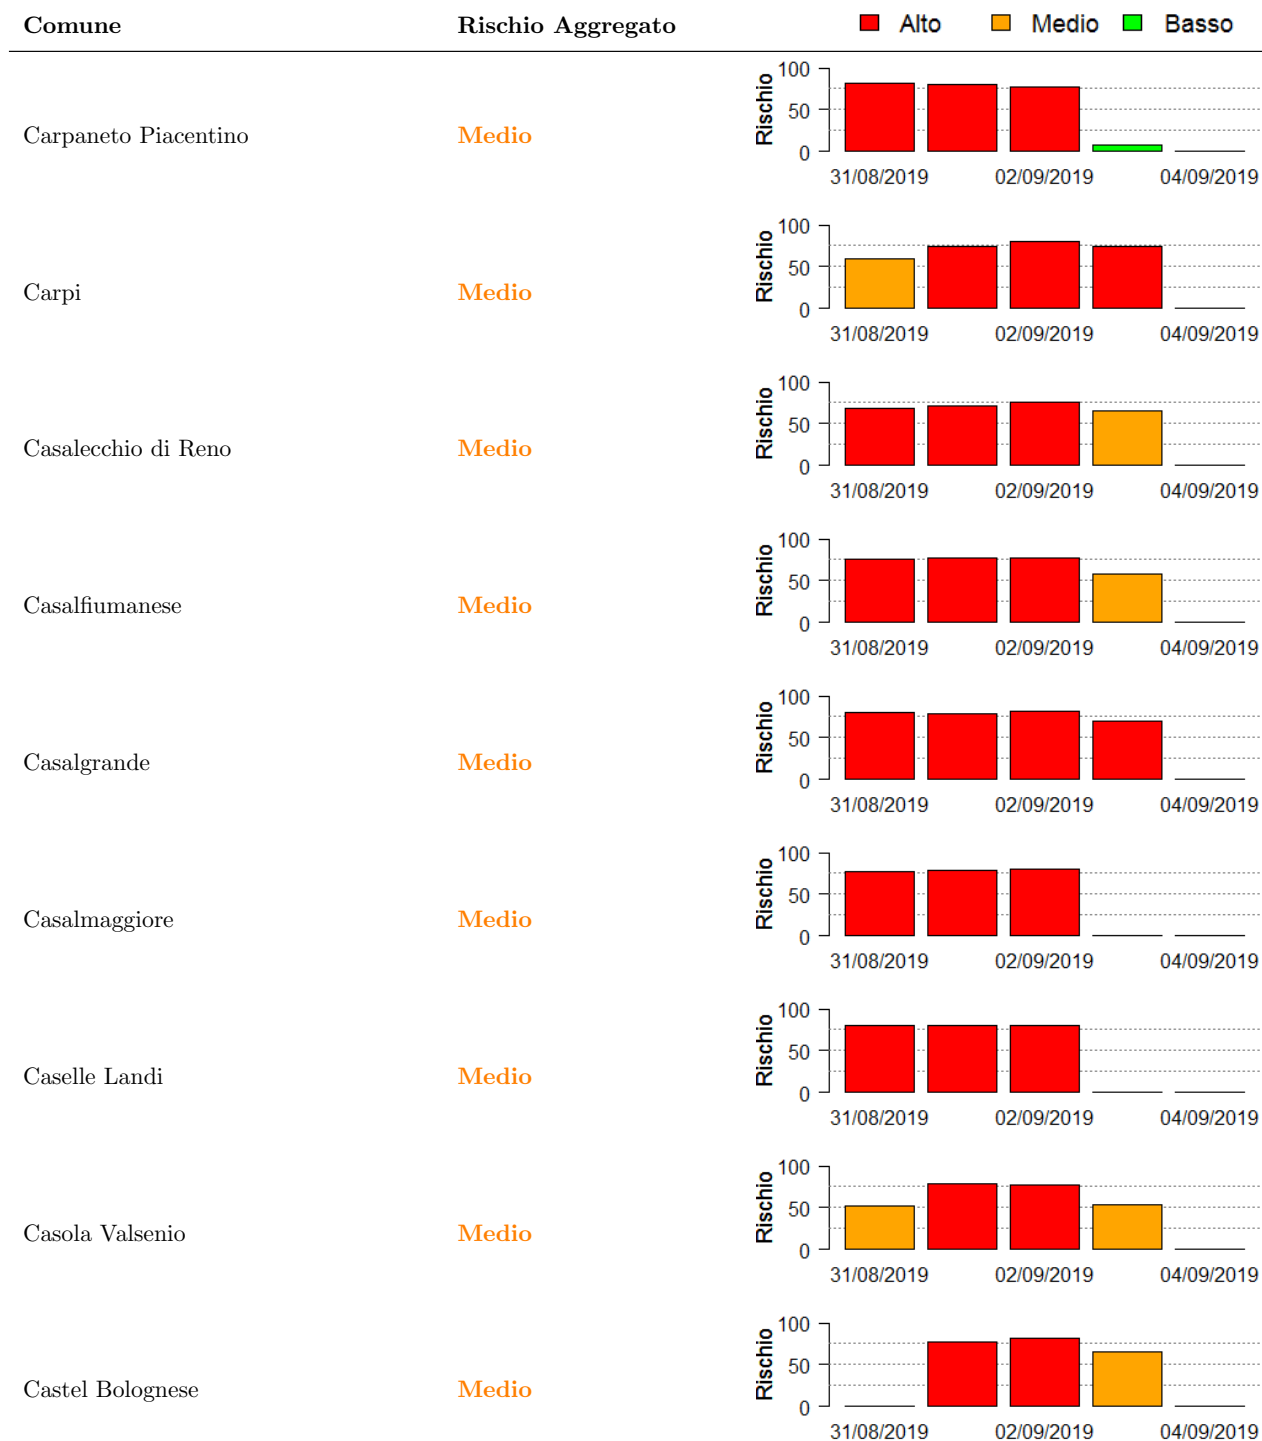 Comune Rischio Aggregato Alto Medio Basso
Carpaneto Piacentino Medio
Rischio
100
50
0
31/08/2019 02/09/2019 04/09/2019
Carpi Medio
Rischio
100
50
0
31/08/2019 02/09/2019 04/09/2019
Casalecchio di Reno Medio
Rischio
100
50
0
31/08/2019 02/09/2019 04/09/2019
Casalfiumanese Medio
Rischio
100
50
0
31/08/2019 02/09/2019 04/09/2019
Casalgrande Medio
Rischio
100
50
0
31/08/2019 02/09/2019 04/09/2019
Casalmaggiore Medio
Rischio
100
50
0
31/08/2019 02/09/2019 04/09/2019
Caselle Landi Medio
Rischio
100
50
0
31/08/2019 02/09/2019 04/09/2019
Casola Valsenio Medio
Rischio
100
50
0
31/08/2019 02/09/2019 04/09/2019
Castel Bolognese Medio
Rischio
100
50
0
31/08/2019 02/09/2019 04/09/2019